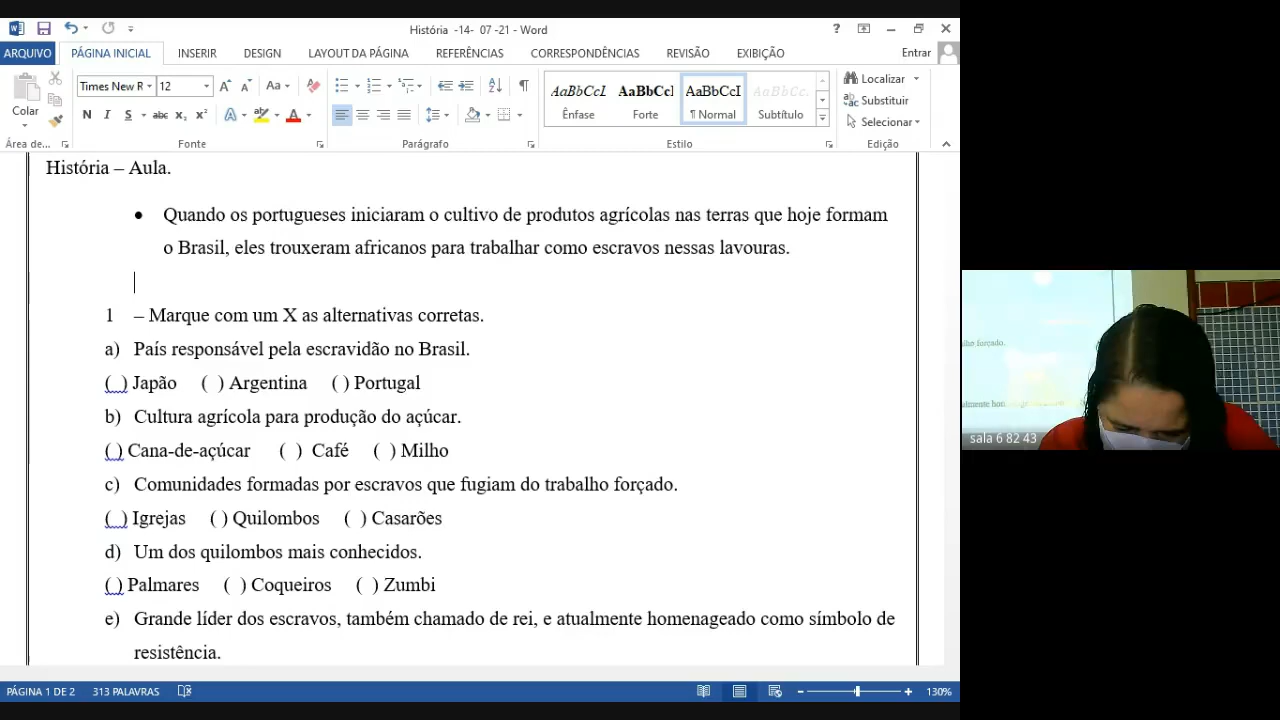 História -14- 07 -21 - Word
ARQUIVO PÁGINA INICIAL INSERIR DESIGN LAYOUT DA PÁGINA REFERÊNCIAS CORRESPONDÊNCIAS REVISÃO EXIBIÇÃO Entrar
Times New R 12 Aa
Colar
N I S abc x₂ x² A A
AaBbCcI AaBbCcl AaBbCcI AaBbCc.
Ênfase Forte ¶ Normal Subtítulo
Localizar
Substituir
Selecionar
Área de... Fonte Parágrafo Estilo Edição
História – Aula.
• Quando os portugueses iniciaram o cultivo de produtos agrícolas nas terras que hoje formam
o Brasil, eles trouxeram africanos para trabalhar como escravos nessas lavouras.
1 – Marque com um X as alternativas corretas.
a) País responsável pela escravidão no Brasil.
( ) Japão ( ) Argentina ( ) Portugal
b) Cultura agrícola para produção do açúcar.
( ) Cana-de-açúcar ( ) Café ( ) Milho
c) Comunidades formadas por escravos que fugiam do trabalho forçado.
( ) Igrejas ( ) Quilombos ( ) Casarões
d) Um dos quilombos mais conhecidos.
( ) Palmares ( ) Coqueiros ( ) Zumbi
e) Grande líder dos escravos, também chamado de rei, e atualmente homenageado como símbolo de
resistência.
PÁGINA 1 DE 2 313 PALAVRAS 130%
lho forçado.
sala 6 82 43